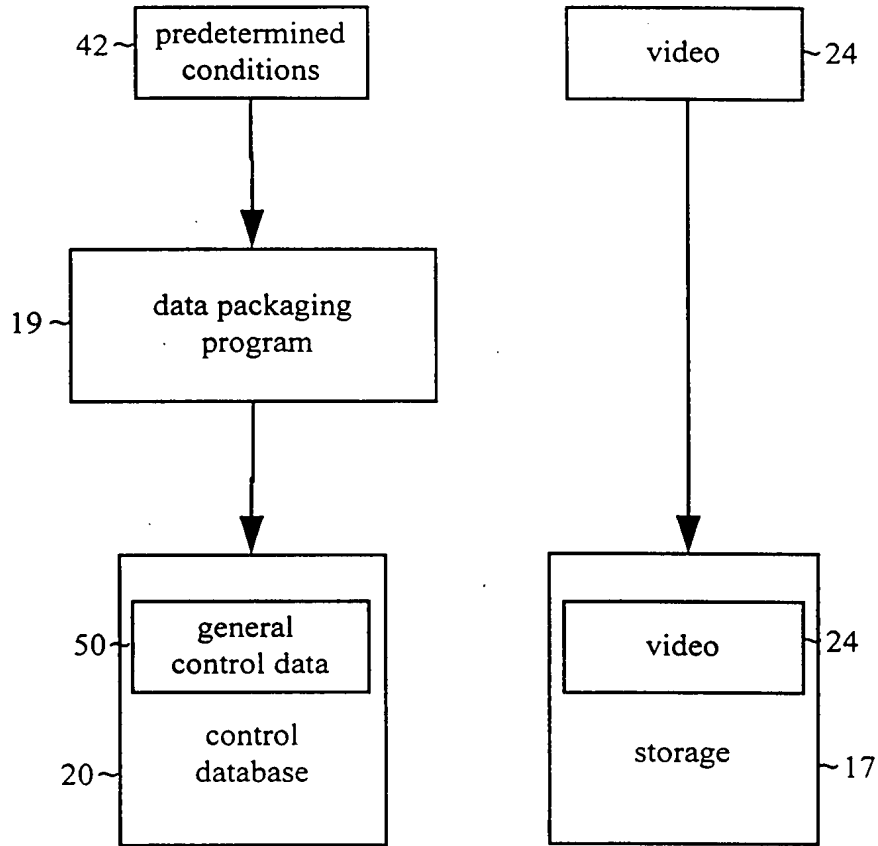 42
predetermined
conditions
video
24
19
data packaging
program
50
general
control data
control
database
20
video
24
storage
17